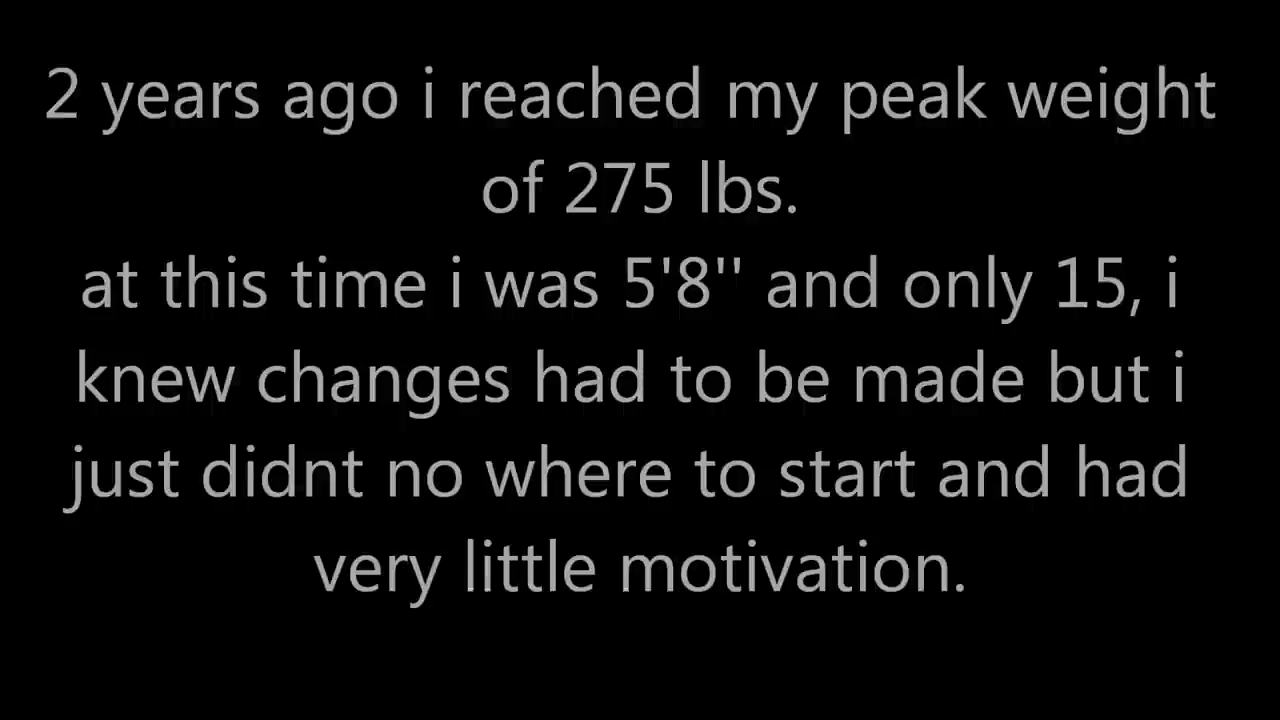 2 years ago i reached my peak weight
of 275 lbs.
at this time i was 5'8'' and only 15, i
knew changes had to be made but i
just didnt no where to start and had
very little motivation.